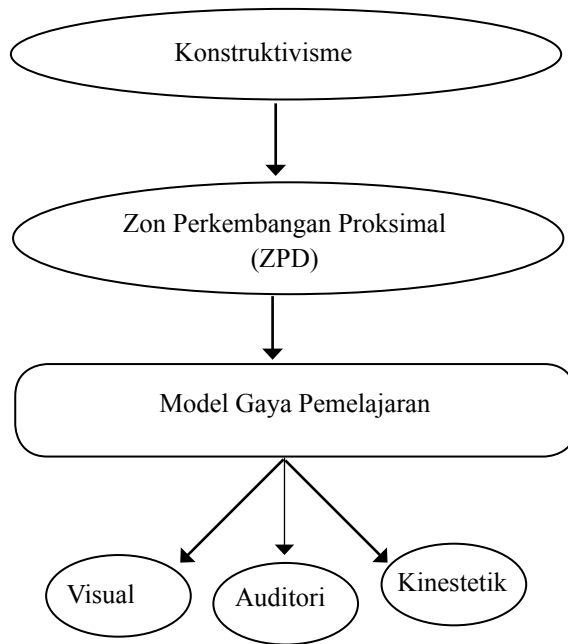 Konstruktivisme
Zon Perkembangan Proksimal
(ZPD)
Model Gaya Pemelajaran
Visual
Auditori
Kinestetik